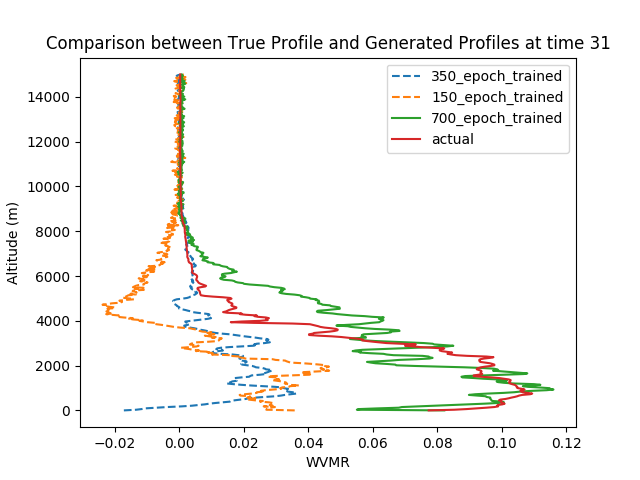 Comparison between True Profile and Generated Profiles at time 31
350_epoch_trained
150_epoch_trained
700_epoch_trained
actual
Altitude (m)
14000
12000
10000
8000
6000
4000
2000
0
−0.02
0.00
0.02
0.04
0.06
0.08
0.10
0.12
WVMR